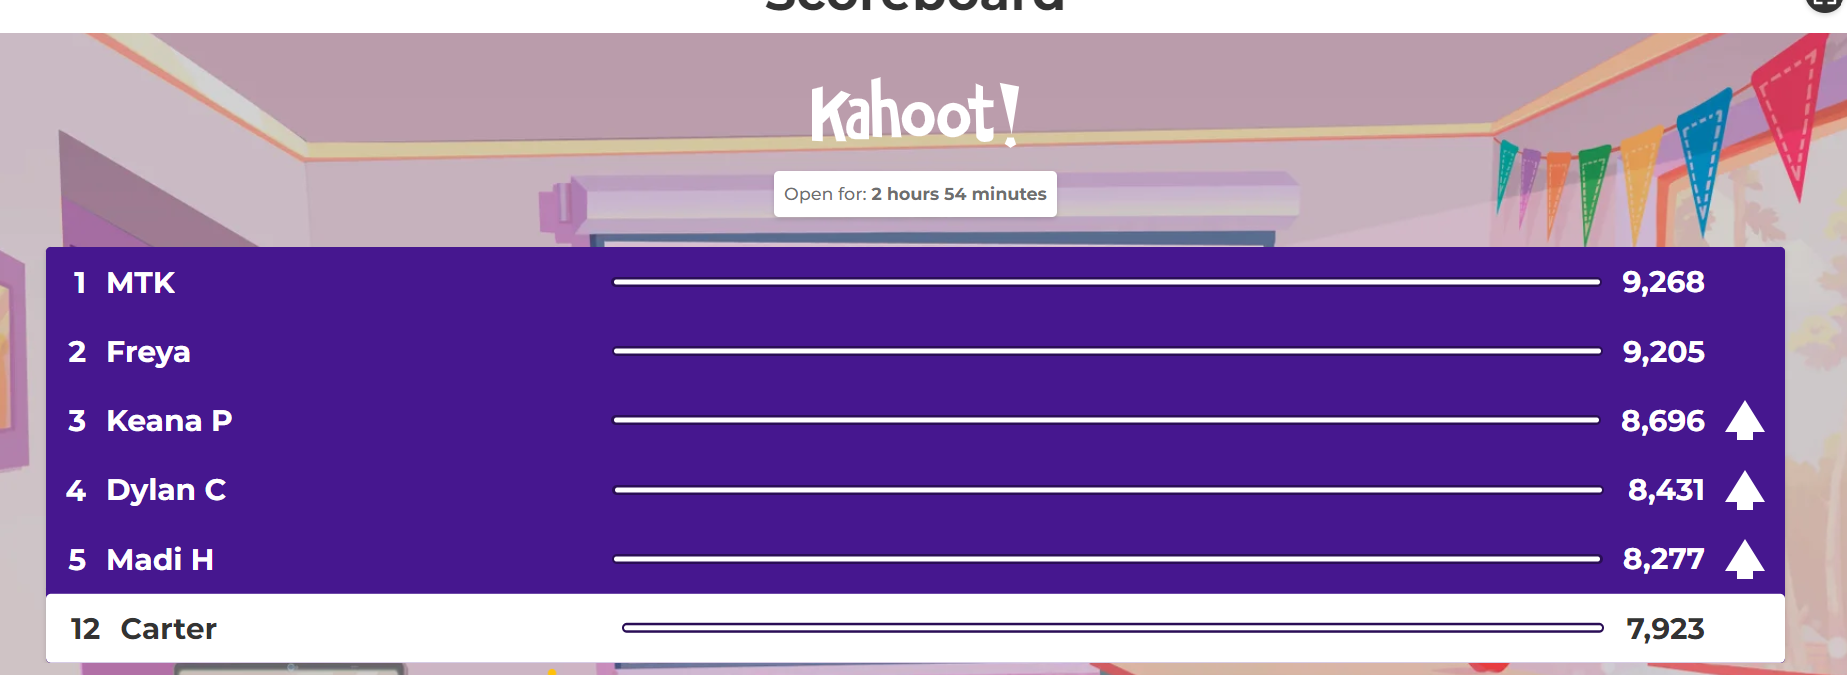 Scoreboard
Kahoot!
Open for: 2 hours 54 minutes
1 MTK 9,268
2 Freya 9,205
3 Keana P 8,696
4 Dylan C 8,431
5 Madi H 8,277
12 Carter 7,923